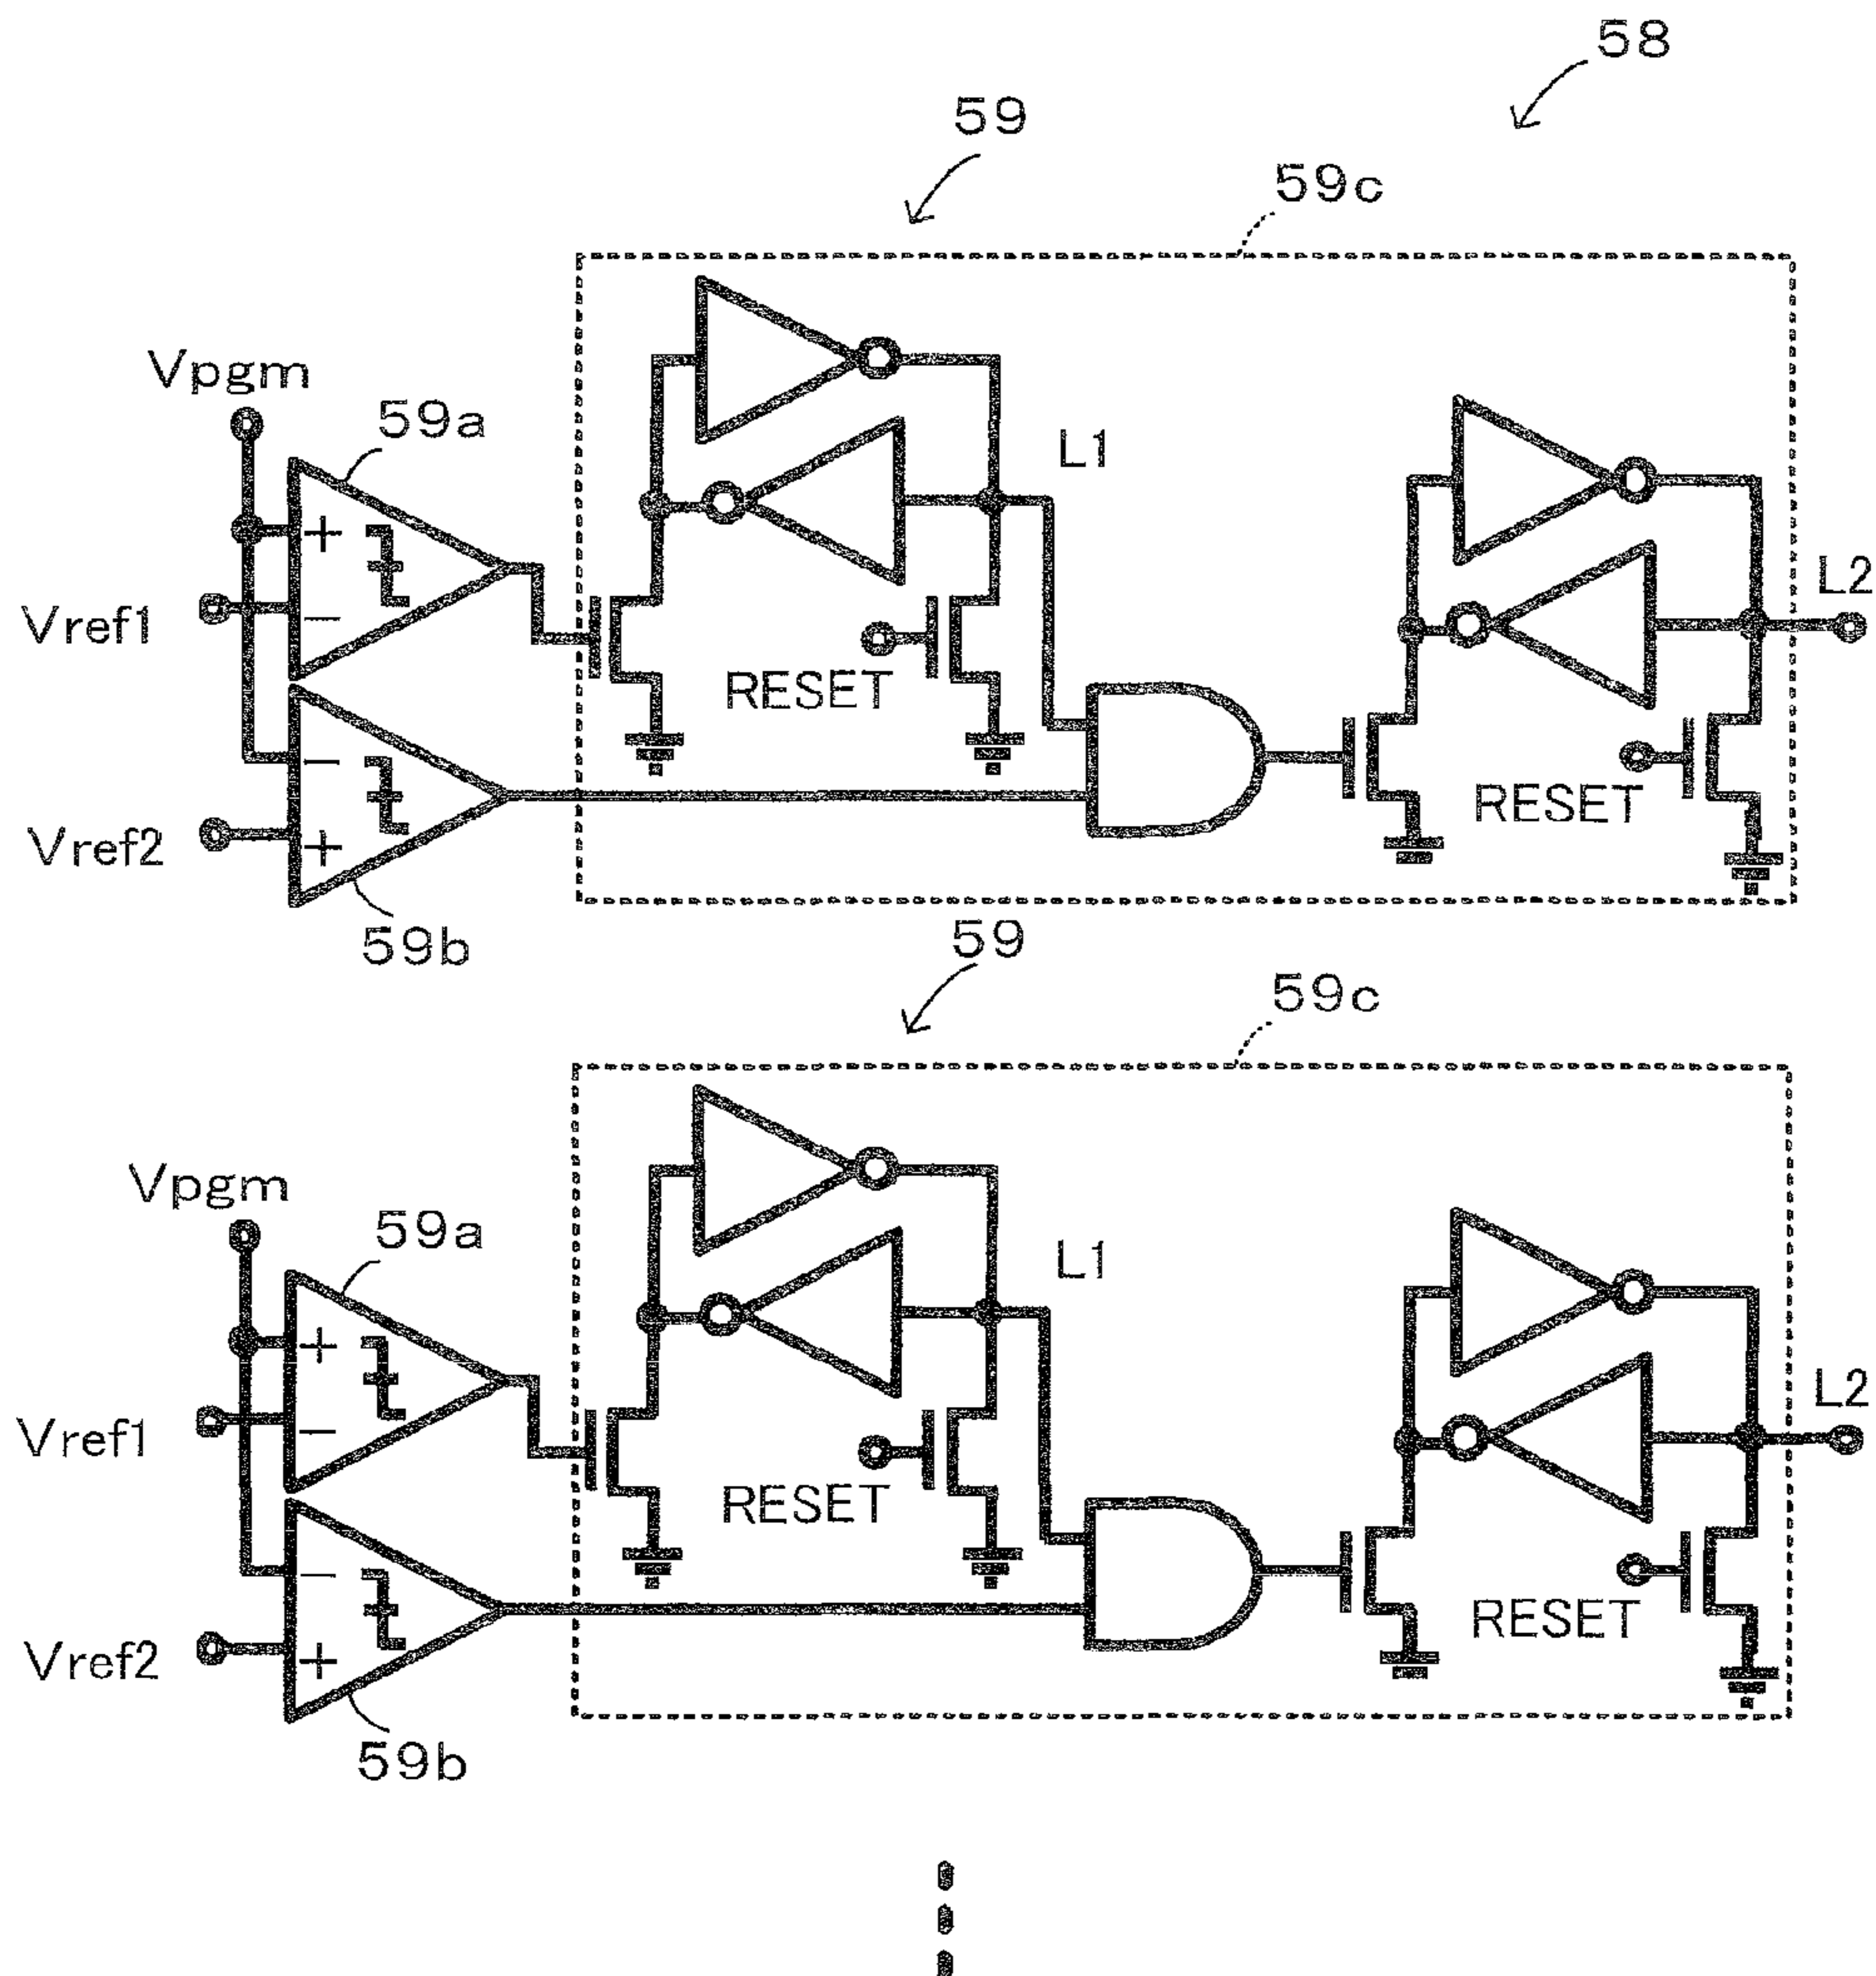 58
59
59c
Vpgm
59a
L1
+
Vref1
−
L2
RESET
−
RESET
Vref2
+
59b
59
59c
Vpgm
59a
L1
+
Vref1
−
L2
RESET
−
RESET
Vref2
+
59b